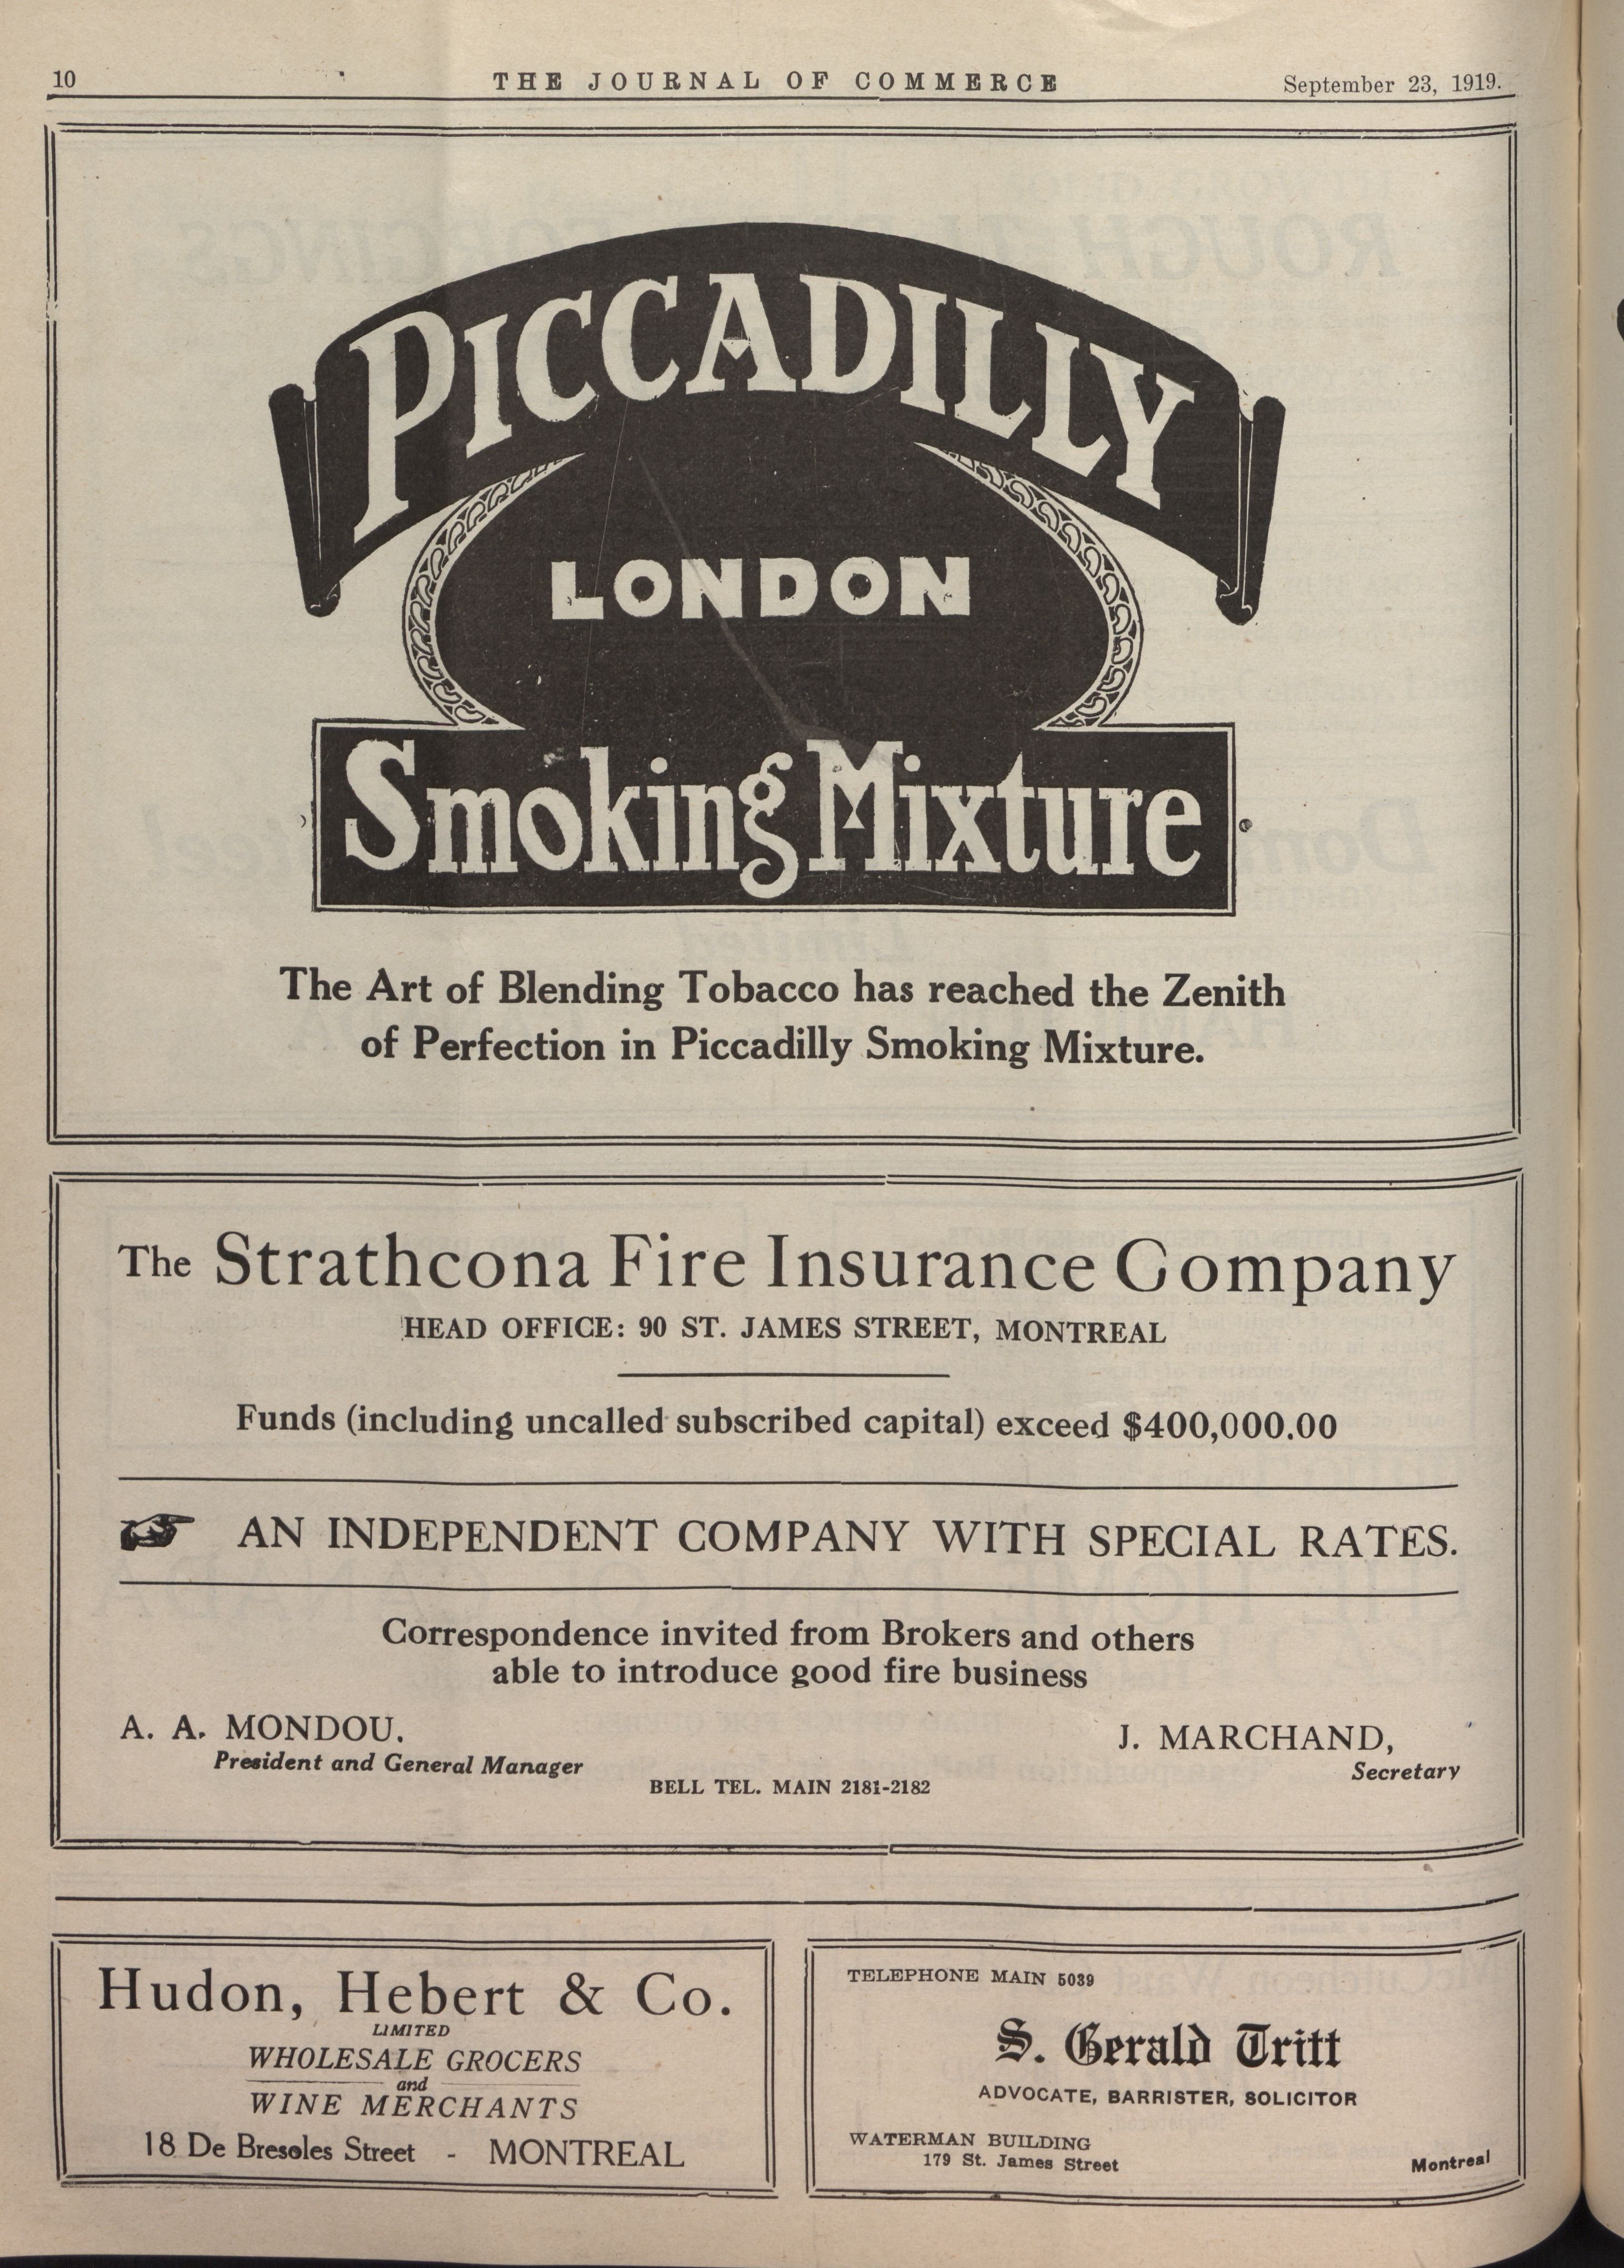 10
THE JOURNAL OF COMMERCE
September 23, 1919.
PICCADILLY
LONDON
Smoking Mixture
The Art of Blending Tobacco has reached the Zenith
of Perfection in Piccadilly Smoking Mixture.
The Strathcona Fire Insurance Company
HEAD OFFICE: 90 ST. JAMES STREET, MONTREAL
Funds (including uncalled subscribed capital) exceed $400,000.00
☞ AN INDEPENDENT COMPANY WITH SPECIAL RATES.
Correspondence invited from Brokers and others
able to introduce good fire business
A. A. MONDOU.
President and General Manager
J. MARCHAND,
Secretary
BELL TEL. MAIN 2181-2182
Hudon, Hebert & Co.
LIMITED
WHOLESALE GROCERS
and
WINE MERCHANTS
18 De Bresoles Street - MONTREAL
TELEPHONE MAIN 5039
S. Gerald Tritt
ADVOCATE, BARRISTER, SOLICITOR
WATERMAN BUILDING
179 St. James Street
Montreal